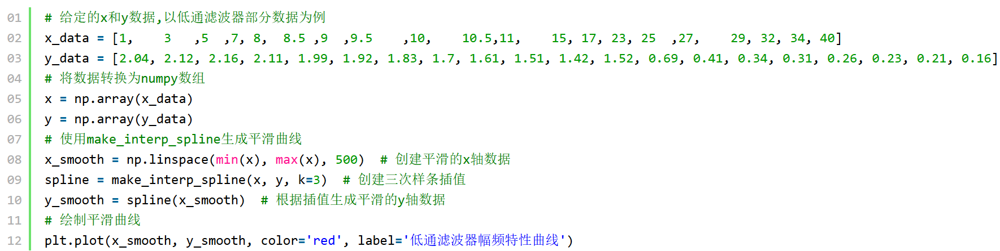 01 # 给定的x和y数据,以低通滤波器部分数据为例
02 x_data = [1,    3   ,5  ,7, 8,  8.5 ,9  ,9.5    ,10,    10.5,11,    15, 17, 23, 25  ,27,    29, 32, 34, 40]
03 y_data = [2.04, 2.12, 2.16, 2.11, 1.99, 1.92, 1.83, 1.7, 1.61, 1.51, 1.42, 1.52, 0.69, 0.41, 0.34, 0.31, 0.26, 0.23, 0.21, 0.16]
04 # 将数据转换为numpy数组
05 x = np.array(x_data)
06 y = np.array(y_data)
07 # 使用make_interp_spline生成平滑曲线
08 x_smooth = np.linspace(min(x), max(x), 500)  # 创建平滑的x轴数据
09 spline = make_interp_spline(x, y, k=3)  # 创建三次样条插值
10 y_smooth = spline(x_smooth)  # 根据插值生成平滑的y轴数据
11 # 绘制平滑曲线
12 plt.plot(x_smooth, y_smooth, color='red', label='低通滤波器幅频特性曲线')